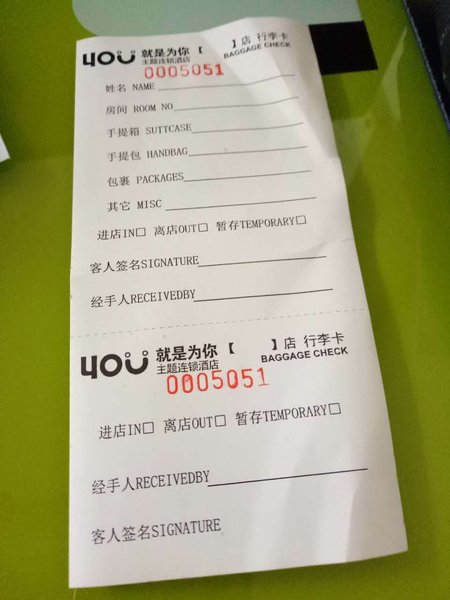 YOU 就是为你【 】店 行李卡
主题连锁酒店 BAGGAGE CHECK
0005051
姓名 NAME
房间 ROOM NO
手提箱 SUTTCASE
手提包 HANDBAG
包裹 PACKAGES
其它 MISC
进店IN□ 离店OUT□ 暂存TEMPORARY□
客人签名SIGNATURE
经手人RECEIVEDBY
YOU 就是为你【 】店 行李卡
主题连锁酒店 BAGGAGE CHECK
0005051
进店IN□ 离店OUT□ 暂存TEMPORARY□
经手人RECEIVEDBY
客人签名SIGNATURE